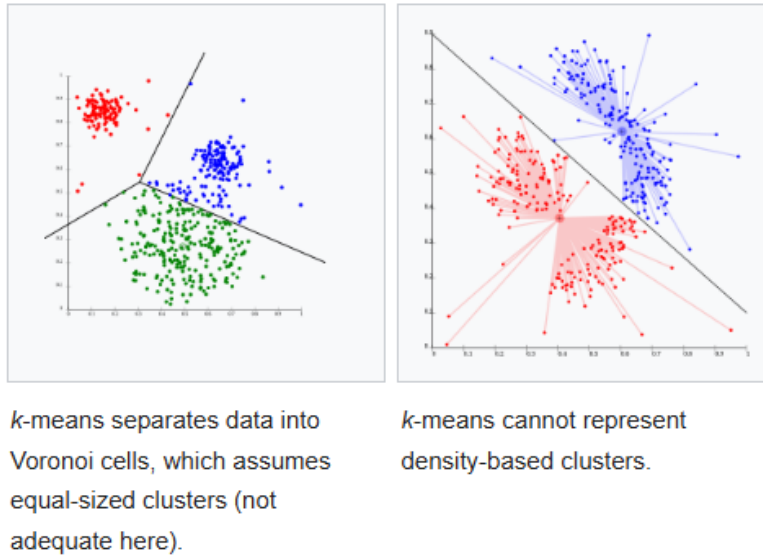 k-means separates data into
Voronoi cells, which assumes
equal-sized clusters (not
adequate here).
k-means cannot represent
density-based clusters.